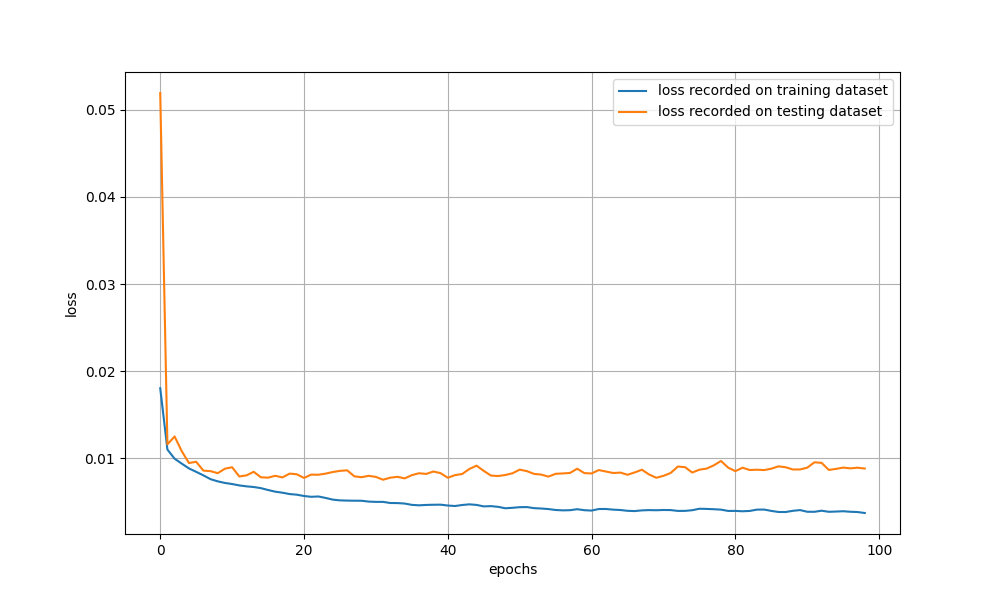 loss recorded on training dataset
loss recorded on testing dataset
0.05
0.04
0.03
0.02
0.01
loss
0 20 40 60 80 100
epochs